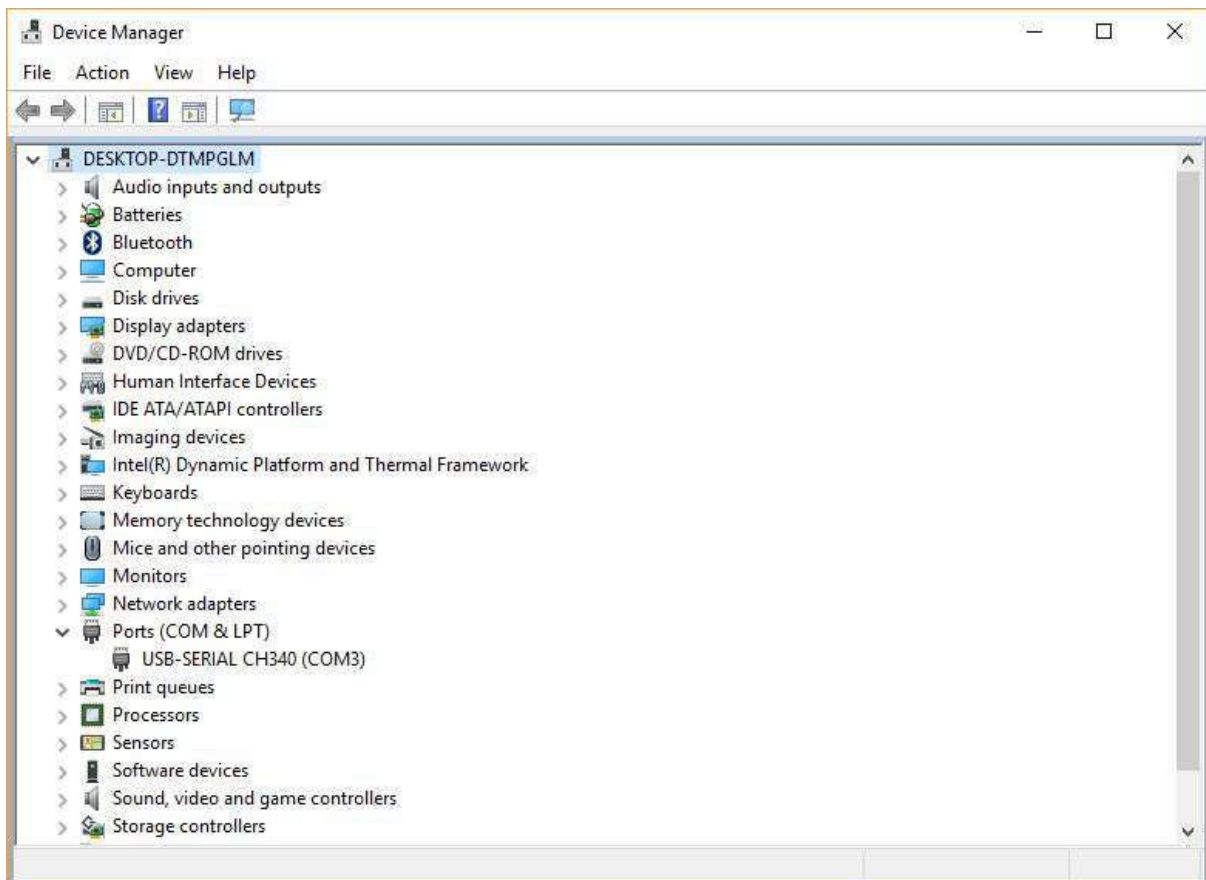 Device Manager
File Action View Help
DESKTOP-DTMPGLM
Audio inputs and outputs
Batteries
Bluetooth
Computer
Disk drives
Display adapters
DVD/CD-ROM drives
Human Interface Devices
IDE ATA/ATAPI controllers
Imaging devices
Intel(R) Dynamic Platform and Thermal Framework
Keyboards
Memory technology devices
Mice and other pointing devices
Monitors
Network adapters
Ports (COM & LPT)
USB-SERIAL CH340 (COM3)
Print queues
Processors
Sensors
Software devices
Sound, video and game controllers
Storage controllers